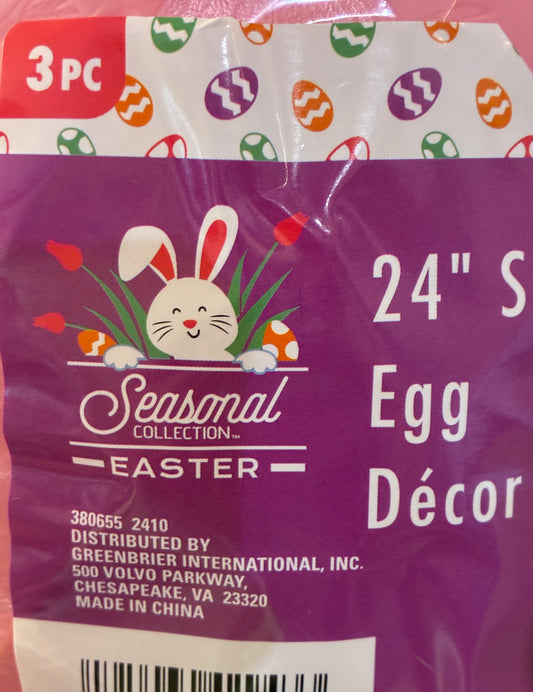 3 PC
24" S
Egg
Décor
Seasonal
COLLECTION™
EASTER
380655 2410
DISTRIBUTED BY
GREENBRIER INTERNATIONAL, INC.
500 VOLVO PARKWAY,
CHESAPEAKE, VA 23320
MADE IN CHINA